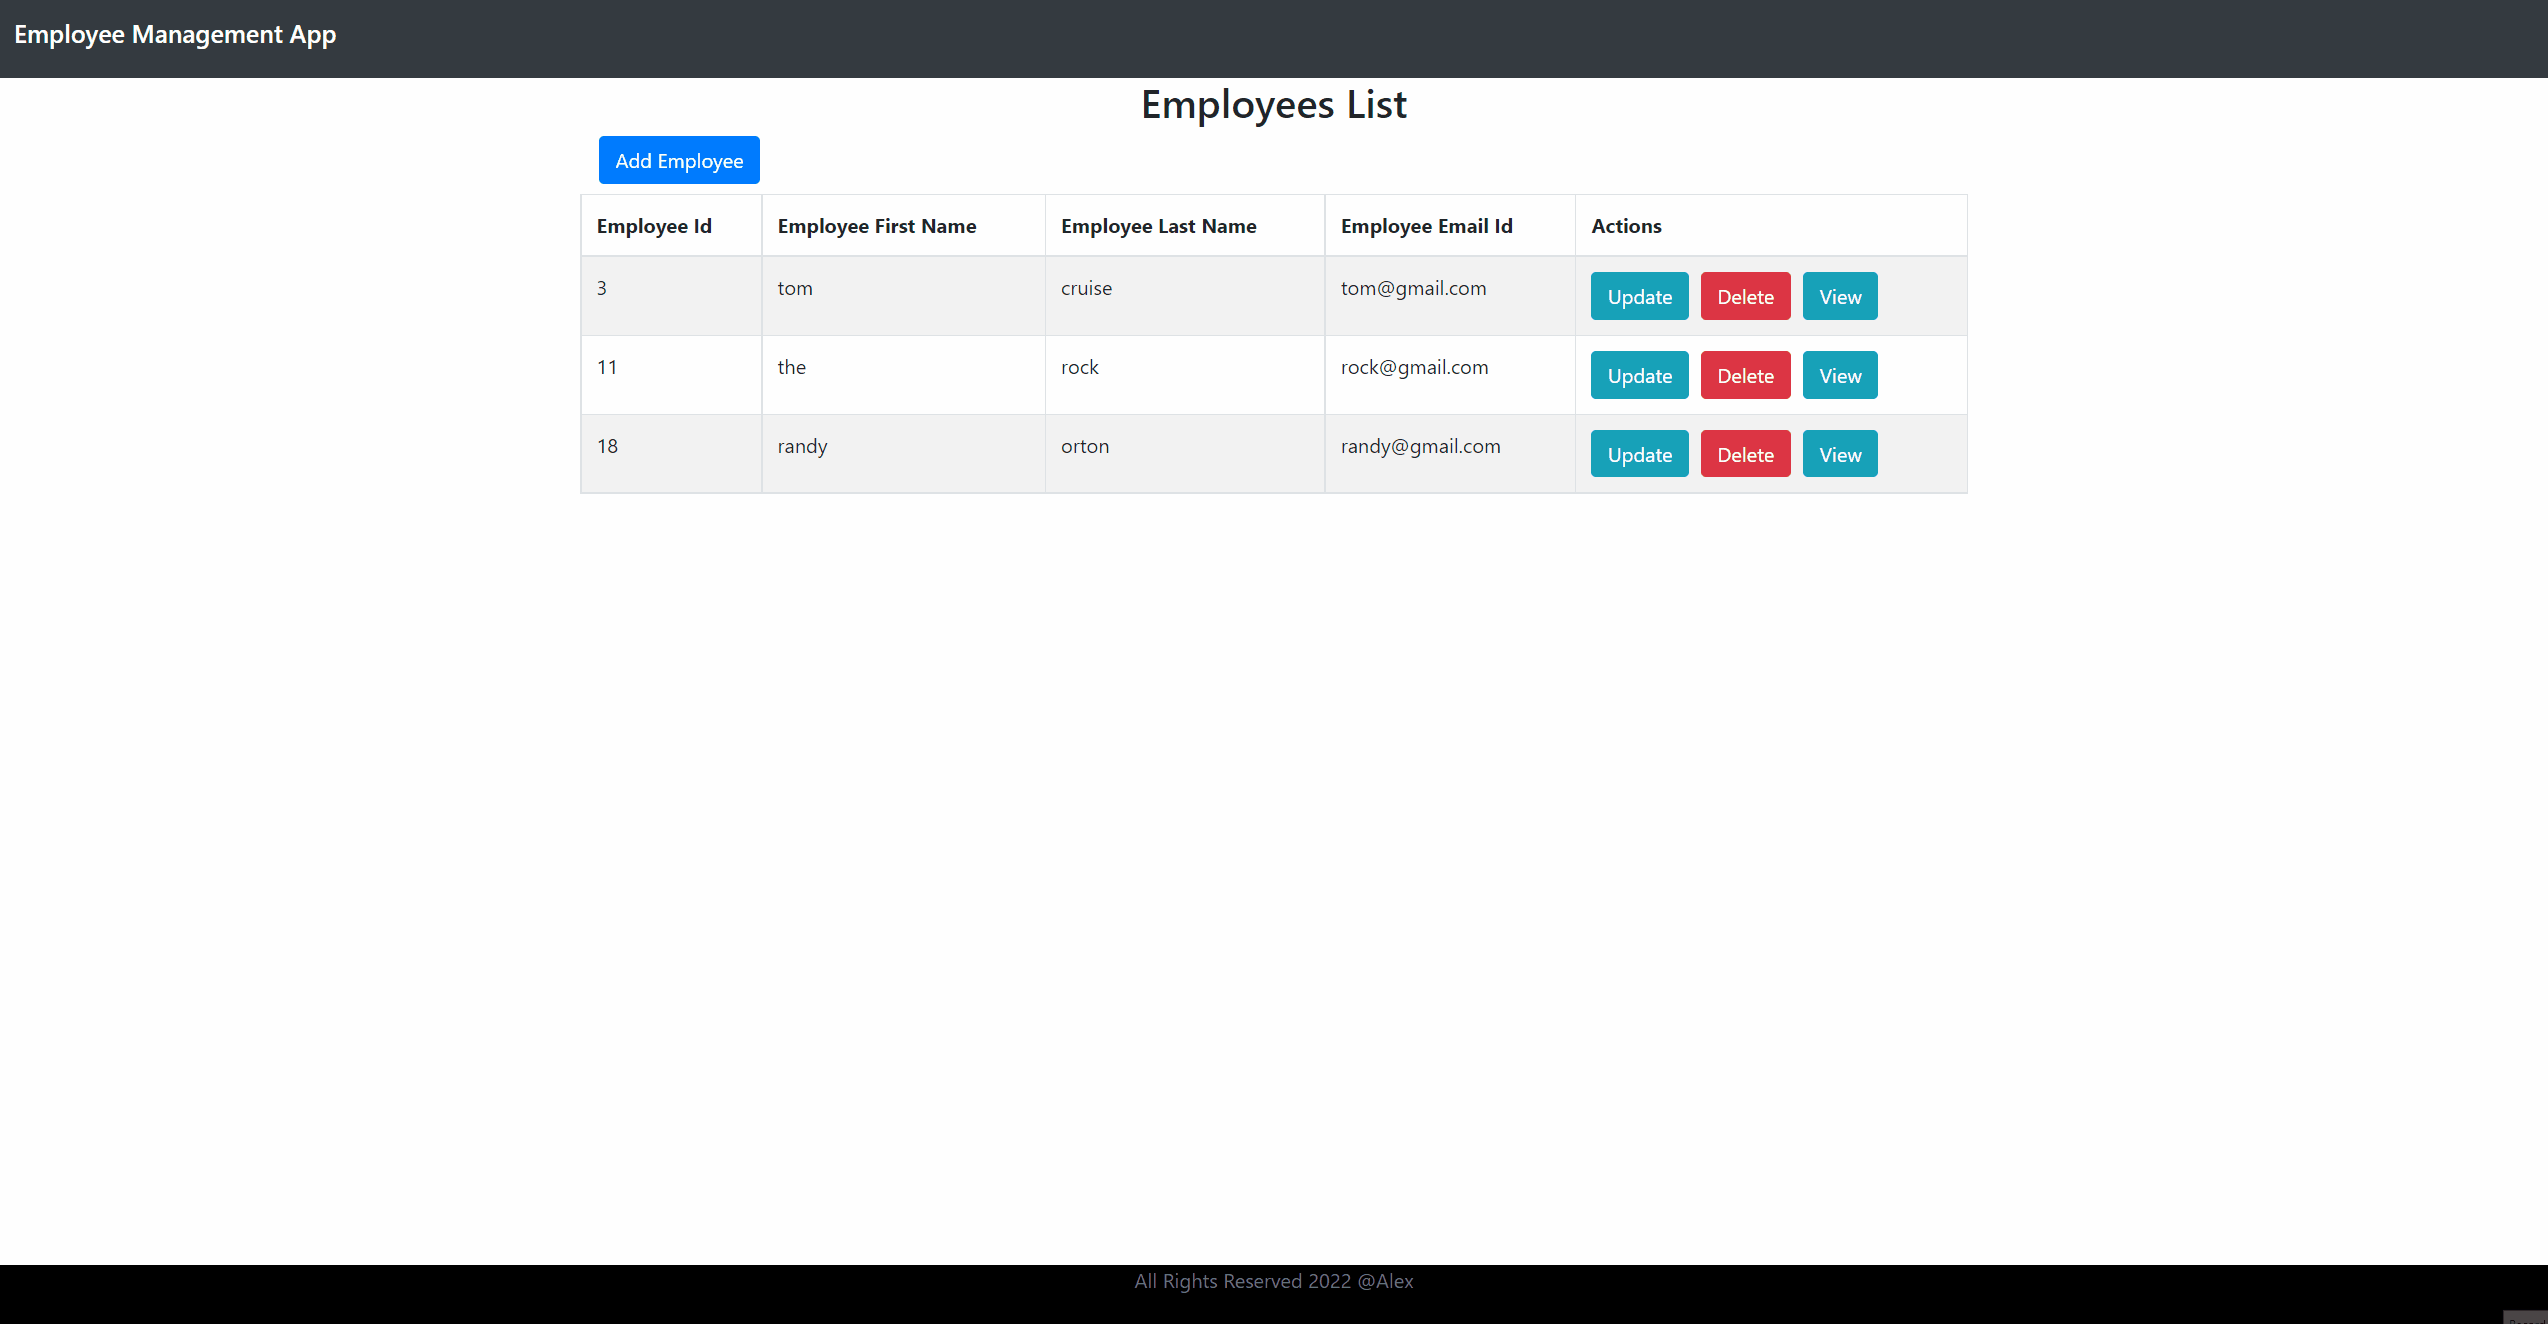 Employee Management App
Employees List
Add Employee
Employee Id Employee First Name Employee Last Name Employee Email Id Actions
3 tom cruise tom@gmail.com Update Delete View
11 the rock rock@gmail.com Update Delete View
18 randy orton randy@gmail.com Update Delete View
All Rights Reserved 2022 @Alex